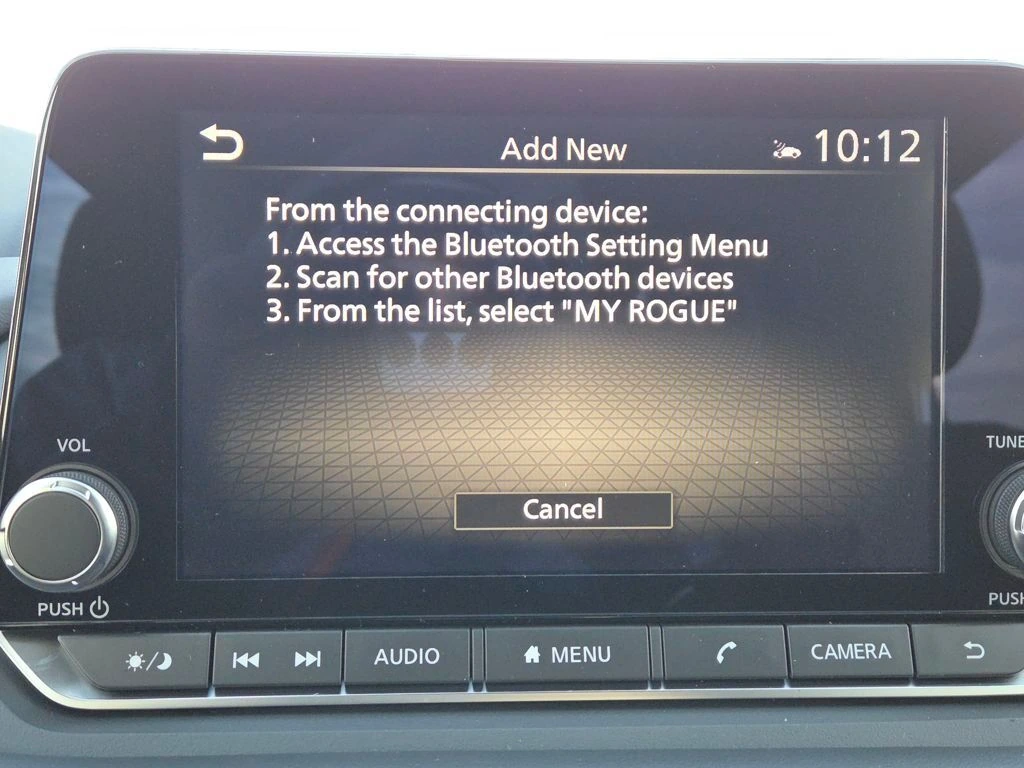 Add New
10:12
From the connecting device:
1. Access the Bluetooth Setting Menu
2. Scan for other Bluetooth devices
3. From the list, select "MY ROGUE"
Cancel
VOL
TUNE
PUSH
PUSH
AUDIO
MENU
CAMERA